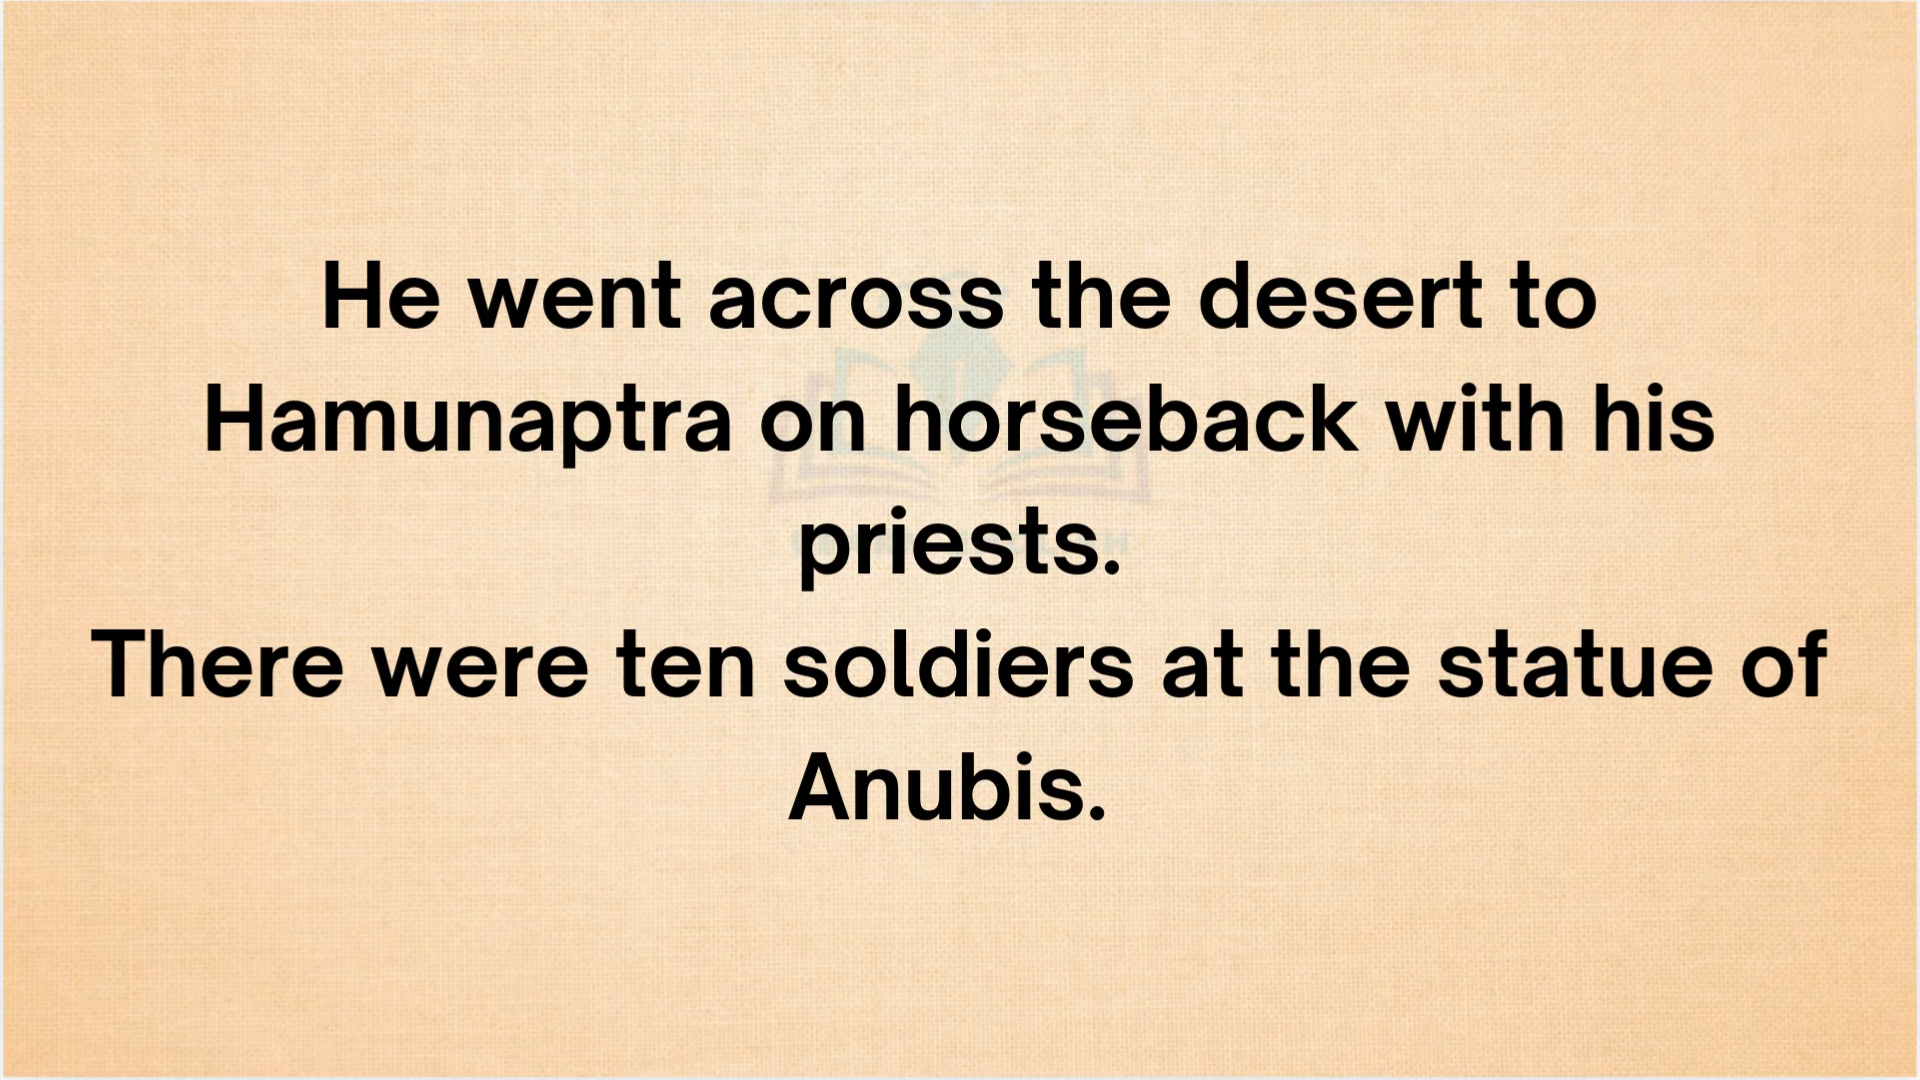 He went across the desert to
Hamunaptra on horseback with his
priests.
There were ten soldiers at the statue of
Anubis.